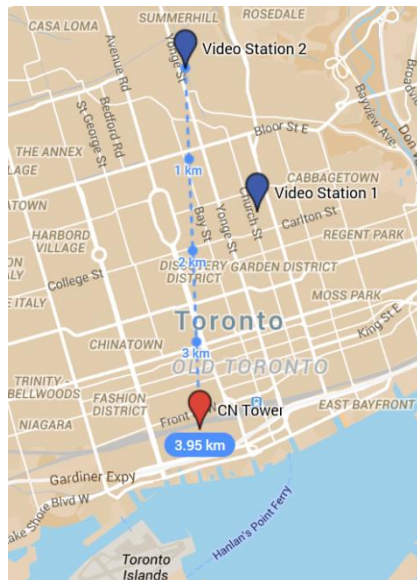 SUMMERHILL
ROSEDALE
CASA LOMA
Avenue Rd
Yonge St
Video Station 2
Bayview Ave
Don
Bedford Rd
St George St
Bloor St E
THE ANNEX
1 km
CABBAGETOWN
Video Station 1
Church St
Carlton St
Bay St
Yonge St
REGENT PARK
HARBORD
VILLAGE
College St
2 km
GARDEN DISTRICT
MOSS PARK
Toronto
King St E
CHINATOWN
3 km
OLD TORONTO
TRINITY -
BELLWOODS
FASHION
DISTRICT
CN Tower
EAST BAYFRONT
NIAGARA
Front
3.95 km
Gardiner Expy
Lake Shore Blvd W
Hanlan's Point Ferry
Toronto
Islands